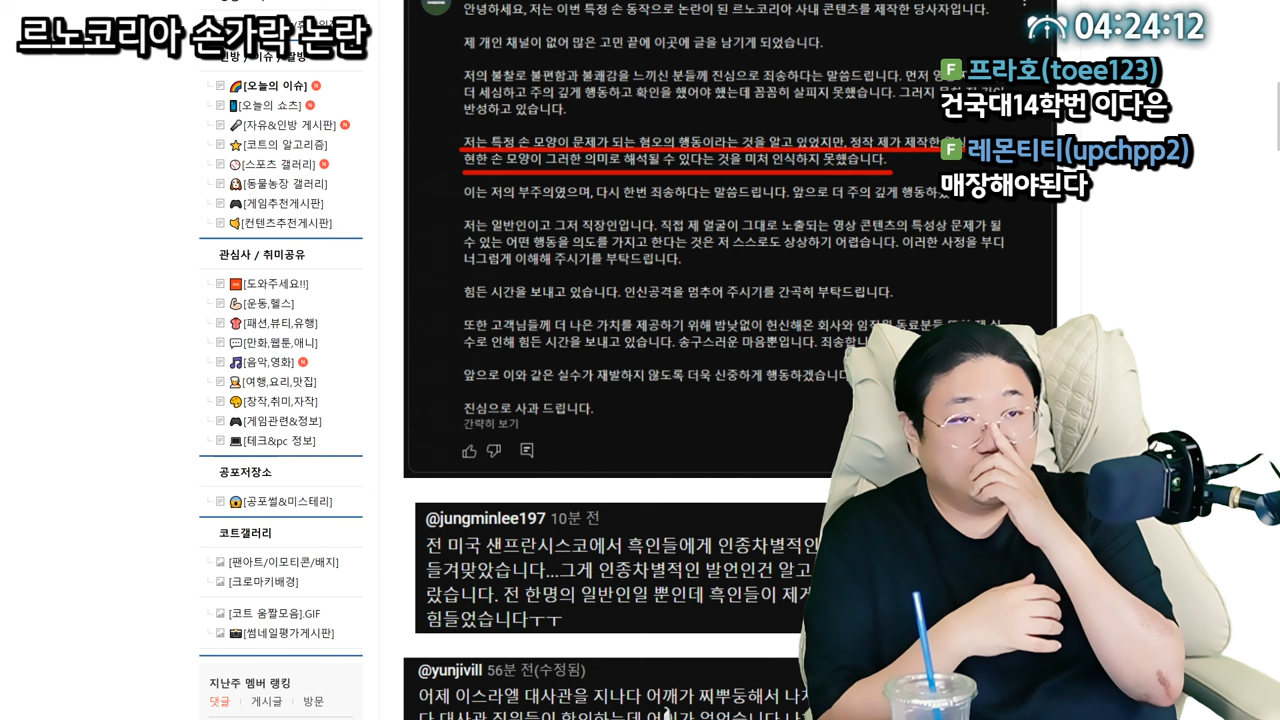 르노코리아 손가락 논란
04:24:12
프라호(toee123)
건국대14학번 이다은
레몬티티(upchpp2)
매장해야된다
[오늘의 이슈]
[오늘의 쇼츠]
[자유&인방 게시판]
[코트의 알고리즘]
[스포츠 갤러리]
[동물농장 갤러리]
[게임추천게시판]
[컨텐츠추천게시판]
관심사 / 취미공유
[도와주세요!!]
[운동,헬스]
[패션,뷰티,유행]
[만화,웹툰,애니]
[음악,영화]
[여행,요리,맛집]
[창작,취미,자작]
[게임관련&정보]
[테크&pc 정보]
공포저장소
[공포썰&미스테리]
코트갤러리
[팬아트/이모티콘/배지]
[크로마키배경]
[코트 움짤모음].GIF
[썸네일평가게시판]
지난주 멤버 랭킹
댓글 게시글 방문
안녕하세요, 저는 이번 특정 손 동작으로 논란이 된 르노코리아 사내 콘텐츠를 제작한 당사자입니다.
제 개인 채널이 없어 많은 고민 끝에 이곳에 글을 남기게 되었습니다.
저의 불찰로 불편함과 불쾌감을 느끼신 분들께 진심으로 죄송하다는 말씀드립니다. 먼저
더 세심하고 주의 깊게 행동하고 확인을 했어야 했는데 꼼꼼히 살피지 못했습니다. 그러지
반성하고 있습니다.
저는 특정 손 모양이 문제가 되는 혐오의 행동이라는 것을 알고 있었지만, 정작 제가 제작한
현한 손 모양이 그러한 의미로 해석될 수 있다는 것을 미처 인식하지 못했습니다.
이는 저의 부주의였으며, 다시 한번 죄송하다는 말씀드립니다. 앞으로 더 주의 깊게
저는 일반인이고 그저 직장인입니다. 직접 제 얼굴이 그대로 노출되는 영상 콘텐츠의 특성상 문제가 될
수 있는 어떤 행동을 의도를 가지고 한다는 것은 저 스스로도 상상하기 어렵습니다. 이러한 사정을 부디
너그럽게 이해해 주시기를 부탁드립니다.
힘든 시간을 보내고 있습니다. 인신공격을 멈추어 주시기를 간곡히 부탁드립니다.
또한 고객님들께 더 나은 가치를 제공하기 위해 밤낮없이 헌신해온 회사와
수로 인해 힘든 시간을 보내고 있습니다. 송구스러운 마음뿐입니다.
앞으로 이와 같은 실수가 재발하지 않도록 더욱 신중하게 행동하겠습니다
진심으로 사과 드립니다.
간략히 보기
@jungminlee197 10분 전
전 미국 샌프란시스코에서 흑인들에게 인종차별적인
들겨맞았습니다...그게 인종차별적인 발언인건 알고
랐습니다. 전 한명의 일반인일 뿐인데 흑인들이
힘들었습니다ㅜㅜ
@yunjivill 56분 전(수정됨)
어제 이스라엘 대사관을 지나다 어깨가 찌뿌둥해서